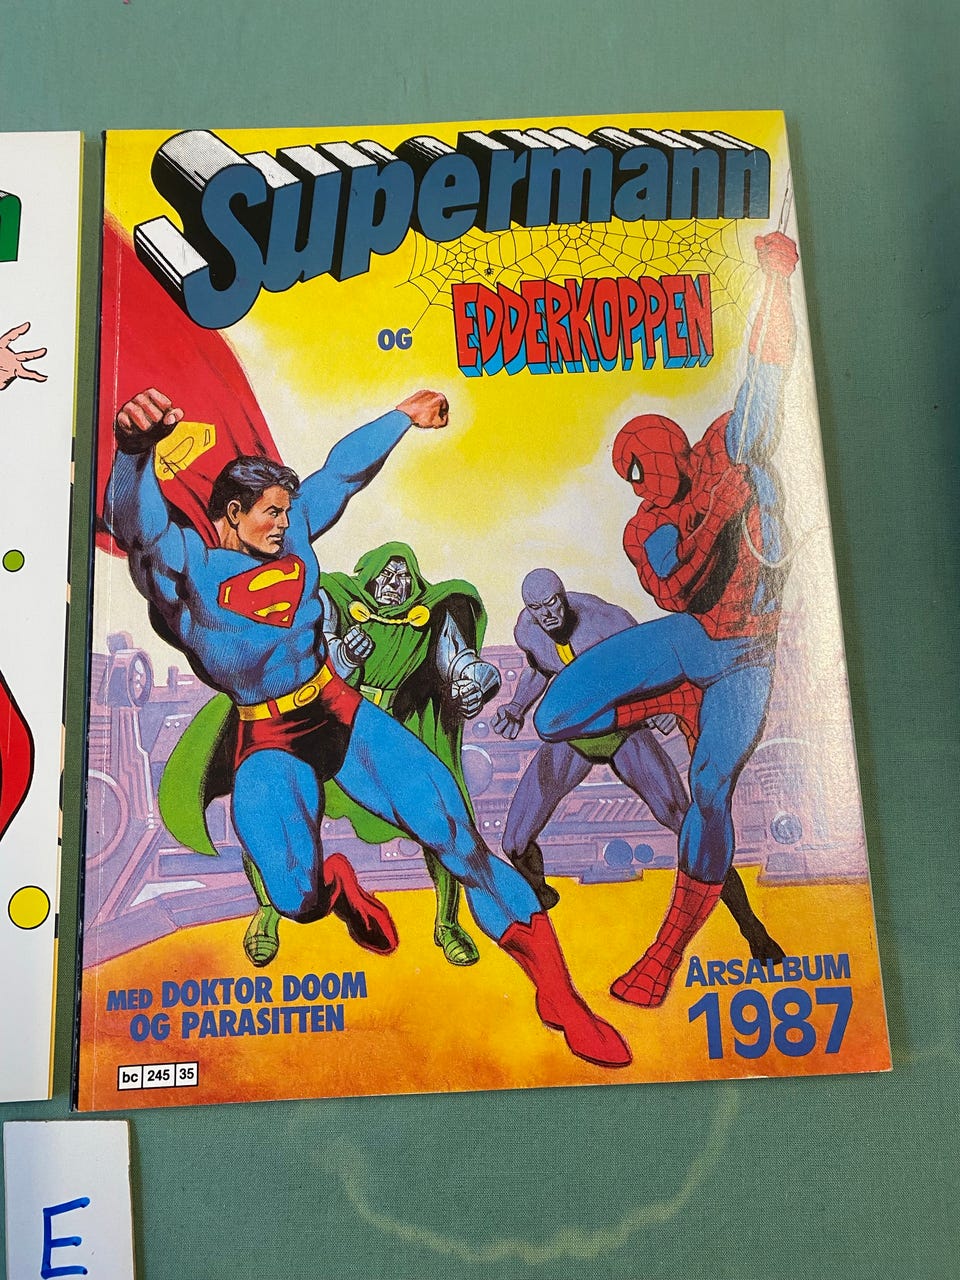 Supermann
OG EDDERKOPPEN
MED DOKTOR DOOM
OG PARASITTEN
ÅRSALBUM
1987
bc 245 35
E